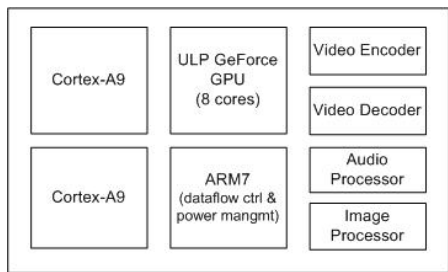 Cortex-A9
ULP GeForce
GPU
(8 cores)
Video Encoder
Video Decoder
Cortex-A9
ARM7
(dataflow ctrl &
power mangmt)
Audio
Processor
Image
Processor